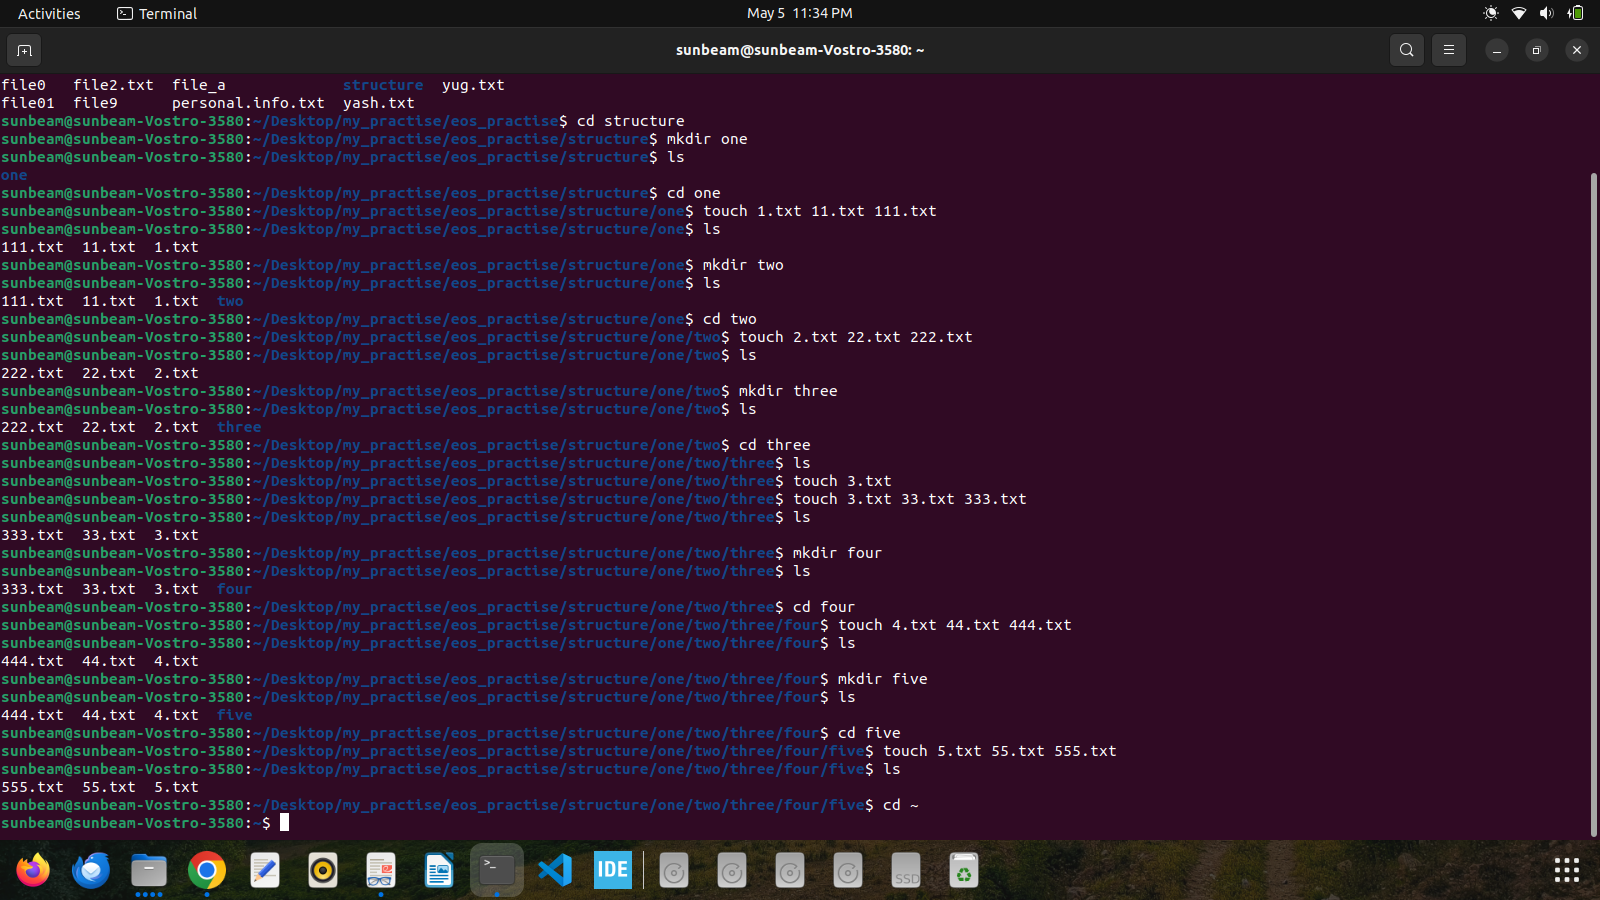 Activities Terminal May 5 11:34 PM
sunbeam@sunbeam-Vostro-3580: ~
file0 file2.txt file_a structure yug.txt
file01 file9 personal.info.txt yash.txt
sunbeam@sunbeam-Vostro-3580:~/Desktop/my_practise/eos_practise$ cd structure
sunbeam@sunbeam-Vostro-3580:~/Desktop/my_practise/eos_practise/structure$ mkdir one
sunbeam@sunbeam-Vostro-3580:~/Desktop/my_practise/eos_practise/structure$ ls
one
sunbeam@sunbeam-Vostro-3580:~/Desktop/my_practise/eos_practise/structure$ cd one
sunbeam@sunbeam-Vostro-3580:~/Desktop/my_practise/eos_practise/structure/one$ touch 1.txt 11.txt 111.txt
sunbeam@sunbeam-Vostro-3580:~/Desktop/my_practise/eos_practise/structure/one$ ls
111.txt 11.txt 1.txt
sunbeam@sunbeam-Vostro-3580:~/Desktop/my_practise/eos_practise/structure/one$ mkdir two
sunbeam@sunbeam-Vostro-3580:~/Desktop/my_practise/eos_practise/structure/one$ ls
111.txt 11.txt 1.txt two
sunbeam@sunbeam-Vostro-3580:~/Desktop/my_practise/eos_practise/structure/one$ cd two
sunbeam@sunbeam-Vostro-3580:~/Desktop/my_practise/eos_practise/structure/one/two$ touch 2.txt 22.txt 222.txt
sunbeam@sunbeam-Vostro-3580:~/Desktop/my_practise/eos_practise/structure/one/two$ ls
222.txt 22.txt 2.txt
sunbeam@sunbeam-Vostro-3580:~/Desktop/my_practise/eos_practise/structure/one/two$ mkdir three
sunbeam@sunbeam-Vostro-3580:~/Desktop/my_practise/eos_practise/structure/one/two$ ls
222.txt 22.txt 2.txt three
sunbeam@sunbeam-Vostro-3580:~/Desktop/my_practise/eos_practise/structure/one/two$ cd three
sunbeam@sunbeam-Vostro-3580:~/Desktop/my_practise/eos_practise/structure/one/two/three$ ls
sunbeam@sunbeam-Vostro-3580:~/Desktop/my_practise/eos_practise/structure/one/two/three$ touch 3.txt
sunbeam@sunbeam-Vostro-3580:~/Desktop/my_practise/eos_practise/structure/one/two/three$ touch 3.txt 33.txt 333.txt
sunbeam@sunbeam-Vostro-3580:~/Desktop/my_practise/eos_practise/structure/one/two/three$ ls
333.txt 33.txt 3.txt
sunbeam@sunbeam-Vostro-3580:~/Desktop/my_practise/eos_practise/structure/one/two/three$ mkdir four
sunbeam@sunbeam-Vostro-3580:~/Desktop/my_practise/eos_practise/structure/one/two/three$ ls
333.txt 33.txt 3.txt four
sunbeam@sunbeam-Vostro-3580:~/Desktop/my_practise/eos_practise/structure/one/two/three$ cd four
sunbeam@sunbeam-Vostro-3580:~/Desktop/my_practise/eos_practise/structure/one/two/three/four$ touch 4.txt 44.txt 444.txt
sunbeam@sunbeam-Vostro-3580:~/Desktop/my_practise/eos_practise/structure/one/two/three/four$ ls
444.txt 44.txt 4.txt
sunbeam@sunbeam-Vostro-3580:~/Desktop/my_practise/eos_practise/structure/one/two/three/four$ mkdir five
sunbeam@sunbeam-Vostro-3580:~/Desktop/my_practise/eos_practise/structure/one/two/three/four$ ls
444.txt 44.txt 4.txt five
sunbeam@sunbeam-Vostro-3580:~/Desktop/my_practise/eos_practise/structure/one/two/three/four$ cd five
sunbeam@sunbeam-Vostro-3580:~/Desktop/my_practise/eos_practise/structure/one/two/three/four/five$ touch 5.txt 55.txt 555.txt
sunbeam@sunbeam-Vostro-3580:~/Desktop/my_practise/eos_practise/structure/one/two/three/four/five$ ls
555.txt 55.txt 5.txt
sunbeam@sunbeam-Vostro-3580:~/Desktop/my_practise/eos_practise/structure/one/two/three/four/five$ cd ~
sunbeam@sunbeam-Vostro-3580:~$
IDE SSD